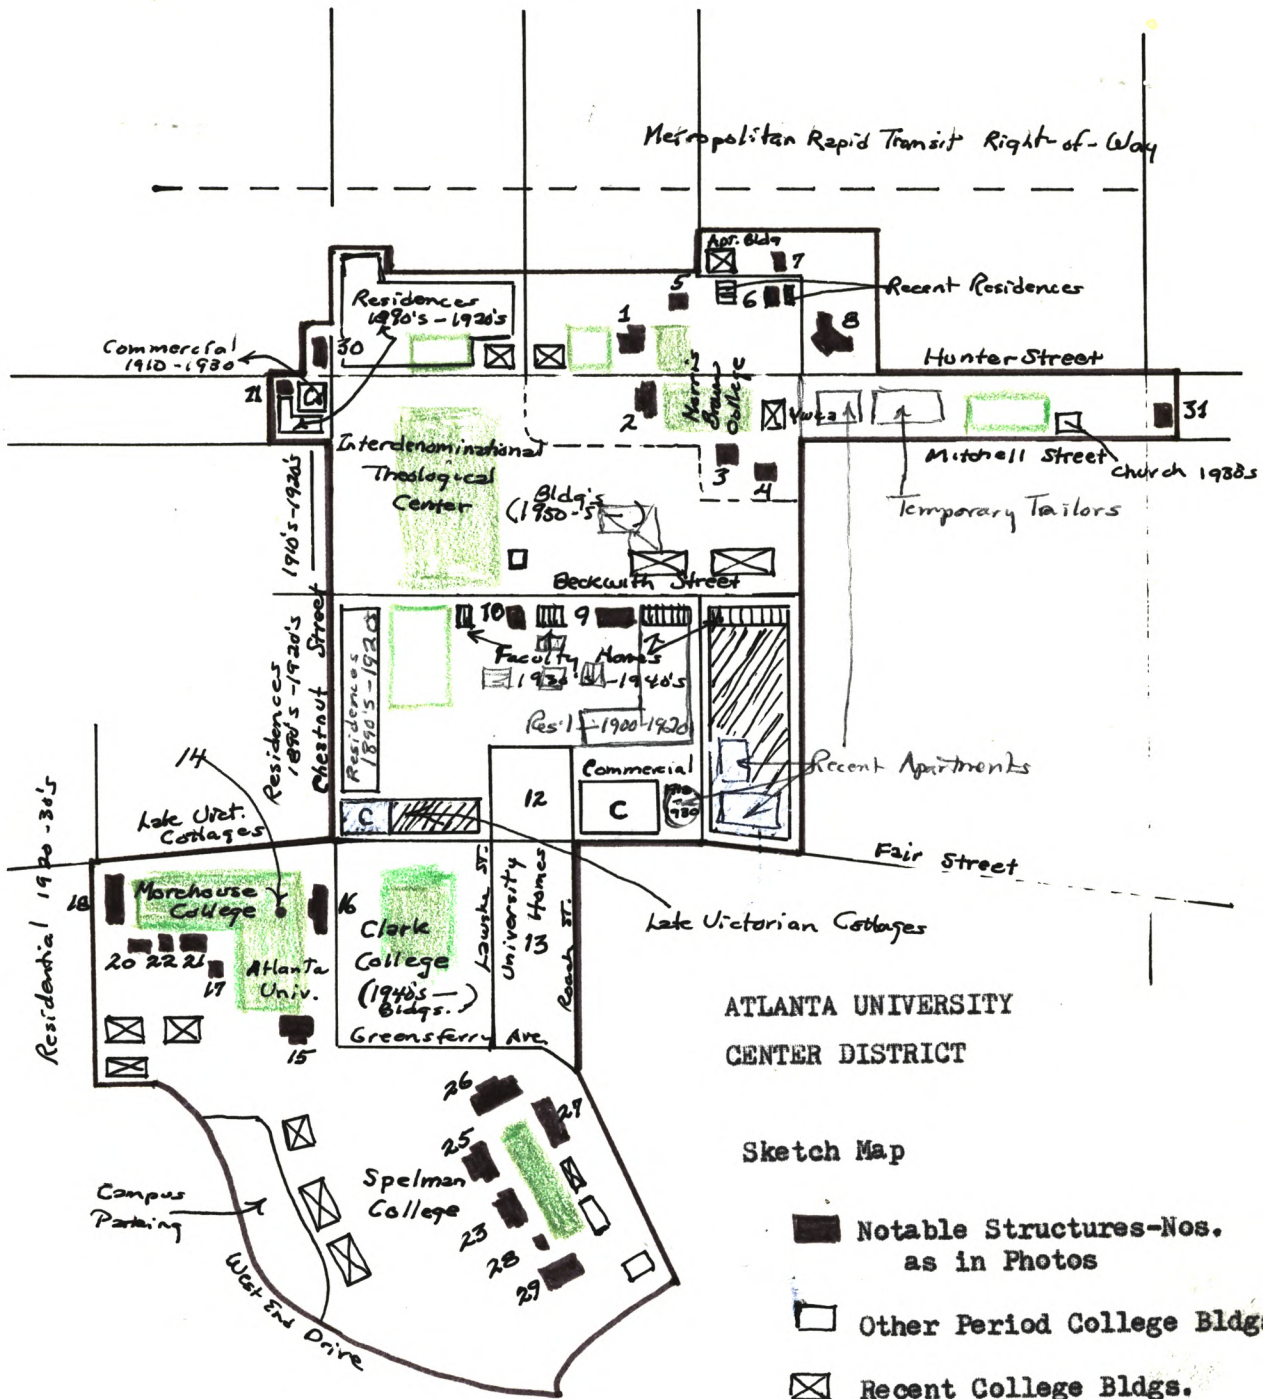 Metropolitan Rapid Transit Right-of-Way
Apt. Bldg
7
5
Recent Residences
6
Residences
1890's-1920's
1
8
30
Commercial
1910-1930
Hunter Street
21
C
2
Morris
Brown
College
Ywca
31
Interdenominational
Theological
Center
Mitchell Street
Church 1930s
3
4
Temporary Tailors
Bldg's
(1950-'s—)
1910's-1920's
Beckwith Street
Residences
1890's-1920's
Chestnut Street
Residences
1890's-1920
10
9
Faculty Homes
1930's-1940's
Res'l-1900-1920
Commercial
Recent Apartments
14
12
C
C
Late Vict.
Cottages
Fair Street
Residential 1920-30's
18
Morehouse
College
16
Clark
College
(1940's—
Bldgs.)
Lawshe St.
University Homes
13
Roach St.
Late Victorian Cottages
20
22
21
17
Atlanta
Univ.
15
Greensferry Ave.
ATLANTA UNIVERSITY
CENTER DISTRICT
26
27
25
Spelman
College
23
28
29
Campus
Parking
West End Drive
Sketch Map
Notable Structures-Nos.
as in Photos
Other Period College Bldgs
Recent College Bldgs.